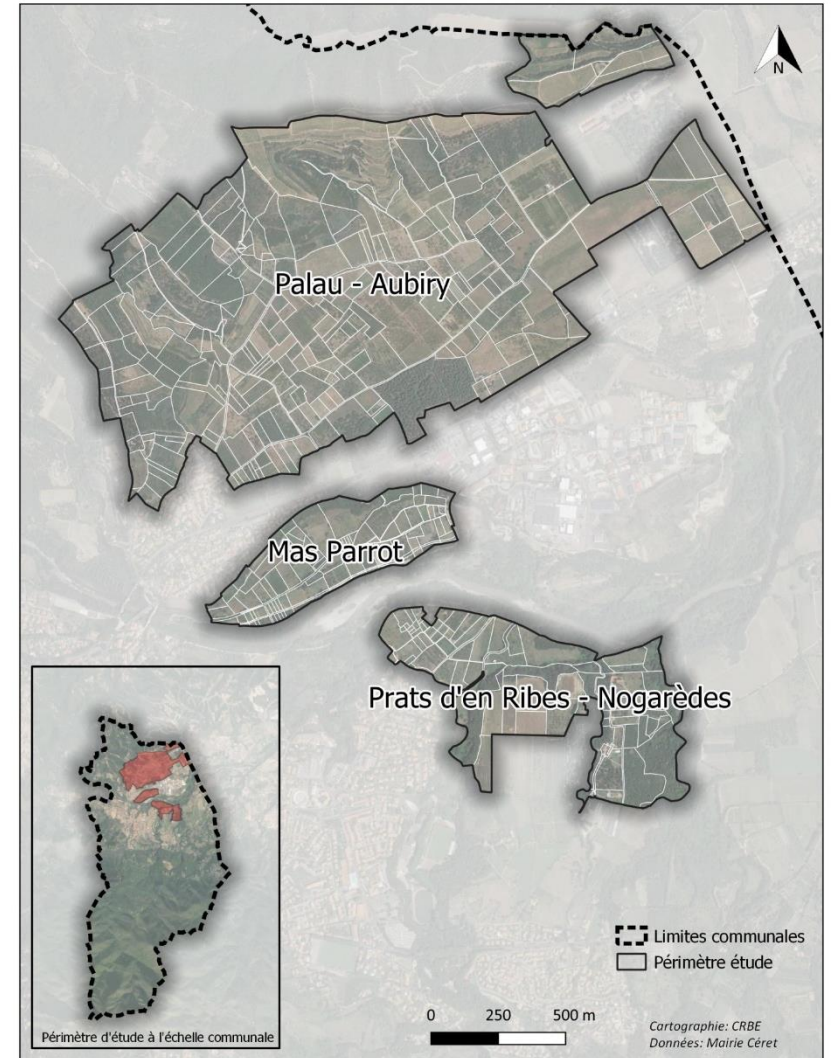 N
Palau - Aubiry
Mas Parrot
Prats d'en Ribes - Nogarèdes
Limites communales
Périmètre étude
0 250 500 m
Cartographie: CRBE
Données: Mairie Céret
Périmètre d'étude à l'échelle communale